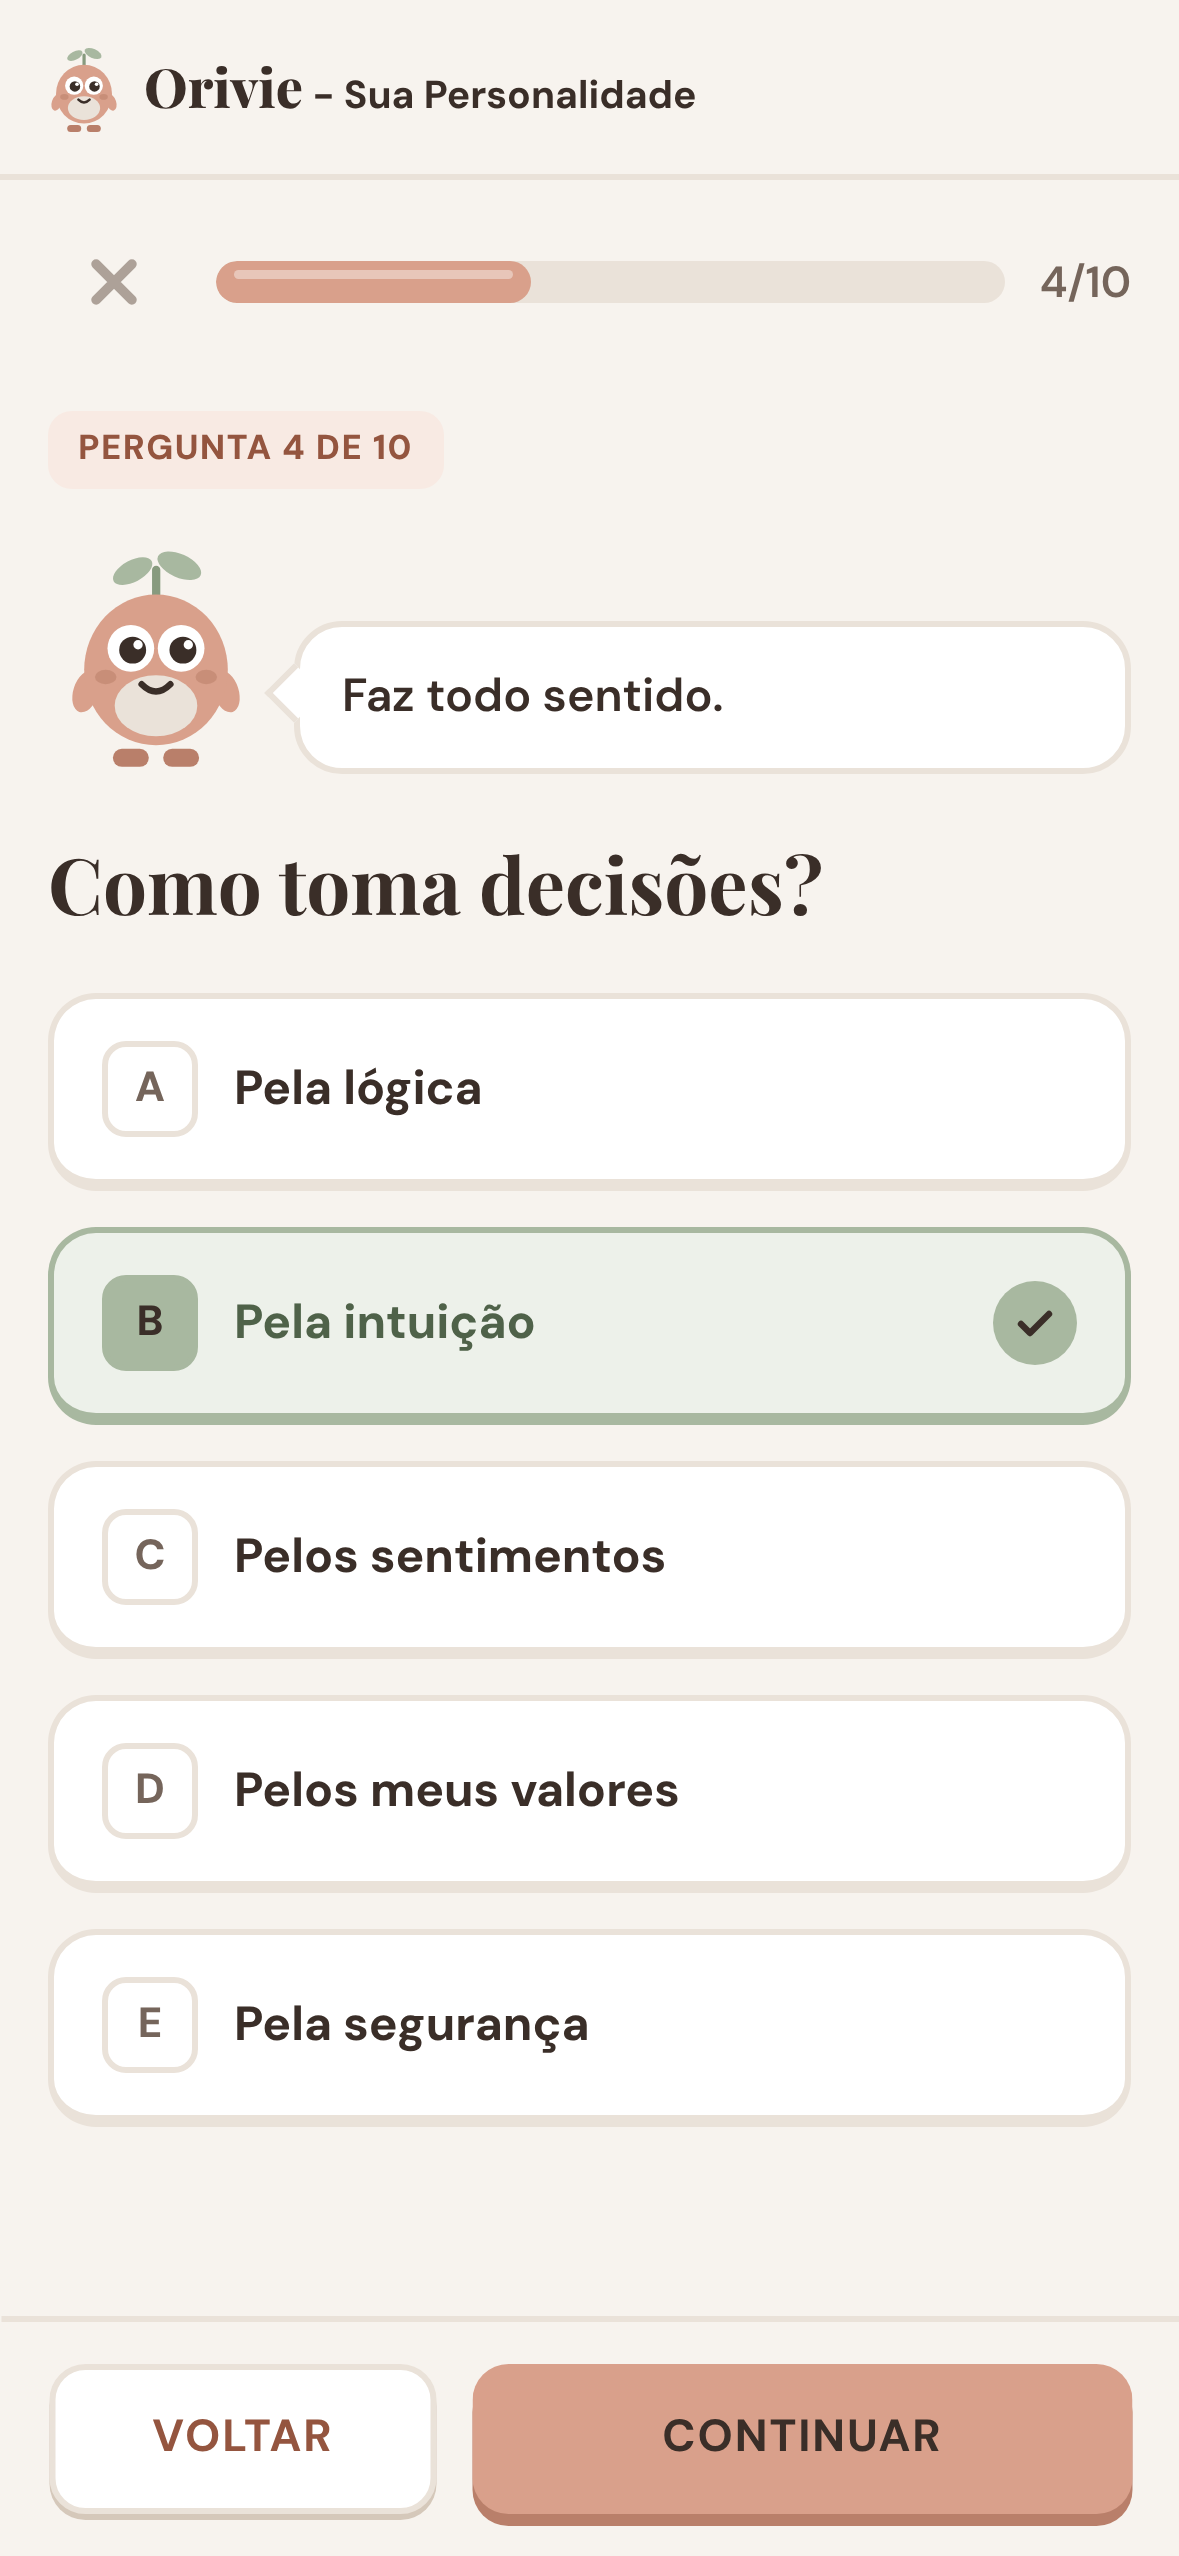 Orivie - Sua Personalidade
4/10
PERGUNTA 4 DE 10
Faz todo sentido.
Como toma decisões?
A Pela lógica
B Pela intuição
C Pelos sentimentos
D Pelos meus valores
E Pela segurança
VOLTAR CONTINUAR